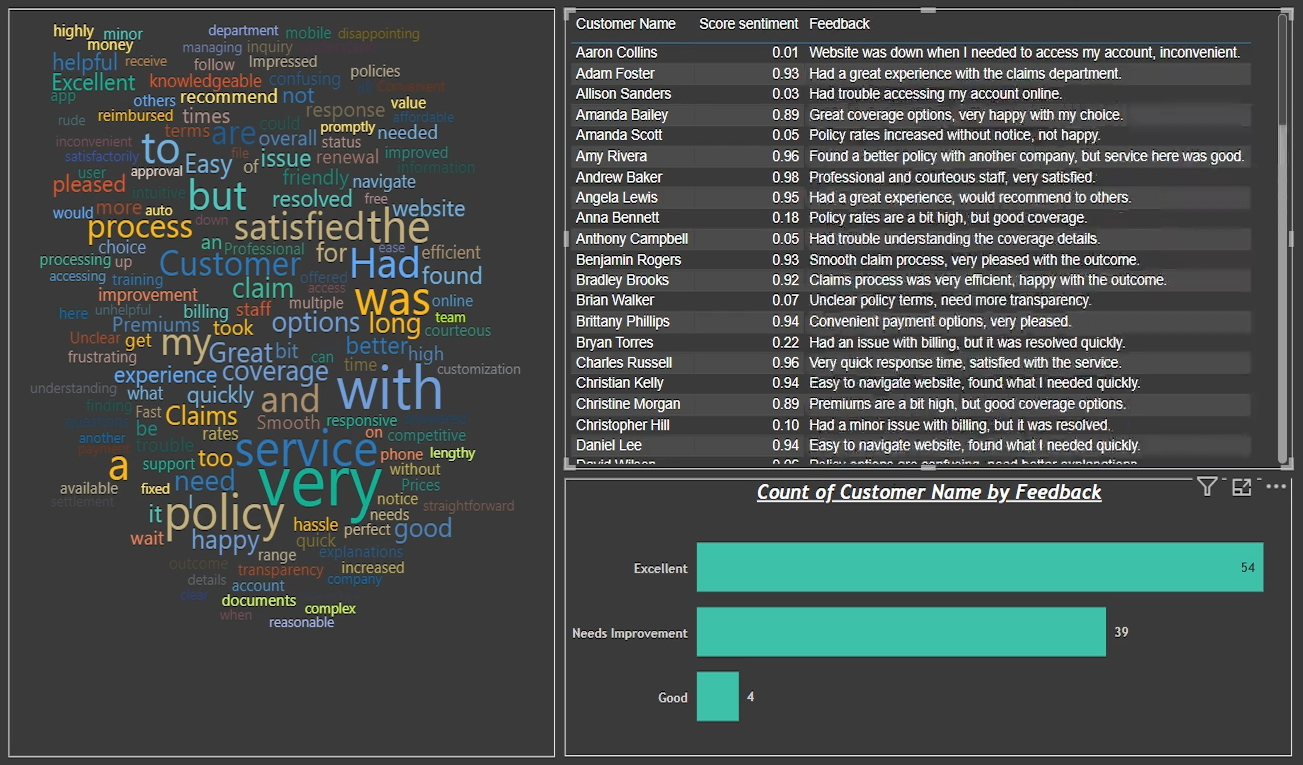 highly minor department mobile disappointing
money managing inquiry
helpful receive follow Impressed
Excellent knowledgeable confusing policies
app others recommend not Convenient
rude reimbursed times response value affordable
terms are could overall promptly needed
inconvenient to status
satisfactorily file issue renewal improved
user approval Easy of information
pleased intuitive but friendly navigate
would more auto resolved free website
process down satisfied the
choice an Professional for ease efficient
processing up Customer Had
accessing training claim offered found
improvement access
here unhelpful billing staff multiple was online
Premiums took options long team courteous
Unclear get my Great bit better high
frustrating can time customization
understanding experience coverage with
what quickly and
finding Fast Claims Smooth responsive
another be rates service on competitive
payment trouble a support too phone lengthy
available need very without
settlement fixed I Prices
it policy notice straightforward
wait happy hassle needs
quick perfect good
outcome range explanations
details transparency increased
clear account company
documents complex
when reasonable
Customer Name Score sentiment Feedback
Aaron Collins 0.01 Website was down when I needed to access my account, inconvenient.
Adam Foster 0.93 Had a great experience with the claims department.
Allison Sanders 0.03 Had trouble accessing my account online.
Amanda Bailey 0.89 Great coverage options, very happy with my choice.
Amanda Scott 0.05 Policy rates increased without notice, not happy.
Amy Rivera 0.96 Found a better policy with another company, but service here was good.
Andrew Baker 0.98 Professional and courteous staff, very satisfied.
Angela Lewis 0.95 Had a great experience, would recommend to others.
Anna Bennett 0.18 Policy rates are a bit high, but good coverage.
Anthony Campbell 0.05 Had trouble understanding the coverage details.
Benjamin Rogers 0.93 Smooth claim process, very pleased with the outcome.
Bradley Brooks 0.92 Claims process was very efficient, happy with the outcome.
Brian Walker 0.07 Unclear policy terms, need more transparency.
Brittany Phillips 0.94 Convenient payment options, very pleased.
Bryan Torres 0.22 Had an issue with billing, but it was resolved quickly.
Charles Russell 0.96 Very quick response time, satisfied with the service.
Christian Kelly 0.94 Easy to navigate website, found what I needed quickly.
Christine Morgan 0.89 Premiums are a bit high, but good coverage options.
Christopher Hill 0.10 Had a minor issue with billing, but it was resolved.
Daniel Lee 0.94 Easy to navigate website, found what I needed quickly.
David Wilson 0.06 Policy options are confusing, need better explanations.
Count of Customer Name by Feedback
Excellent 54
Needs Improvement 39
Good 4